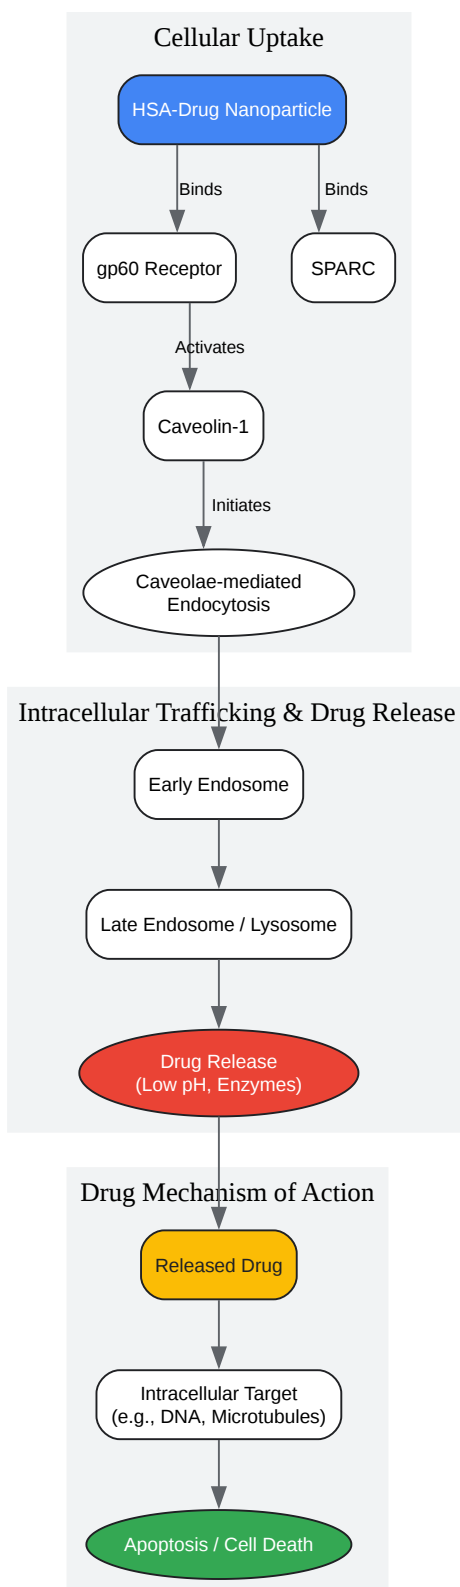 Cellular Uptake
HSA-Drug Nanoparticle
Binds
Binds
gp60 Receptor
SPARC
Activates
Caveolin-1
Initiates
Caveolae-mediated
Endocytosis
Intracellular Trafficking & Drug Release
Early Endosome
Late Endosome / Lysosome
Drug Release
(Low pH, Enzymes)
Drug Mechanism of Action
Released Drug
Intracellular Target
(e.g., DNA, Microtubules)
Apoptosis / Cell Death